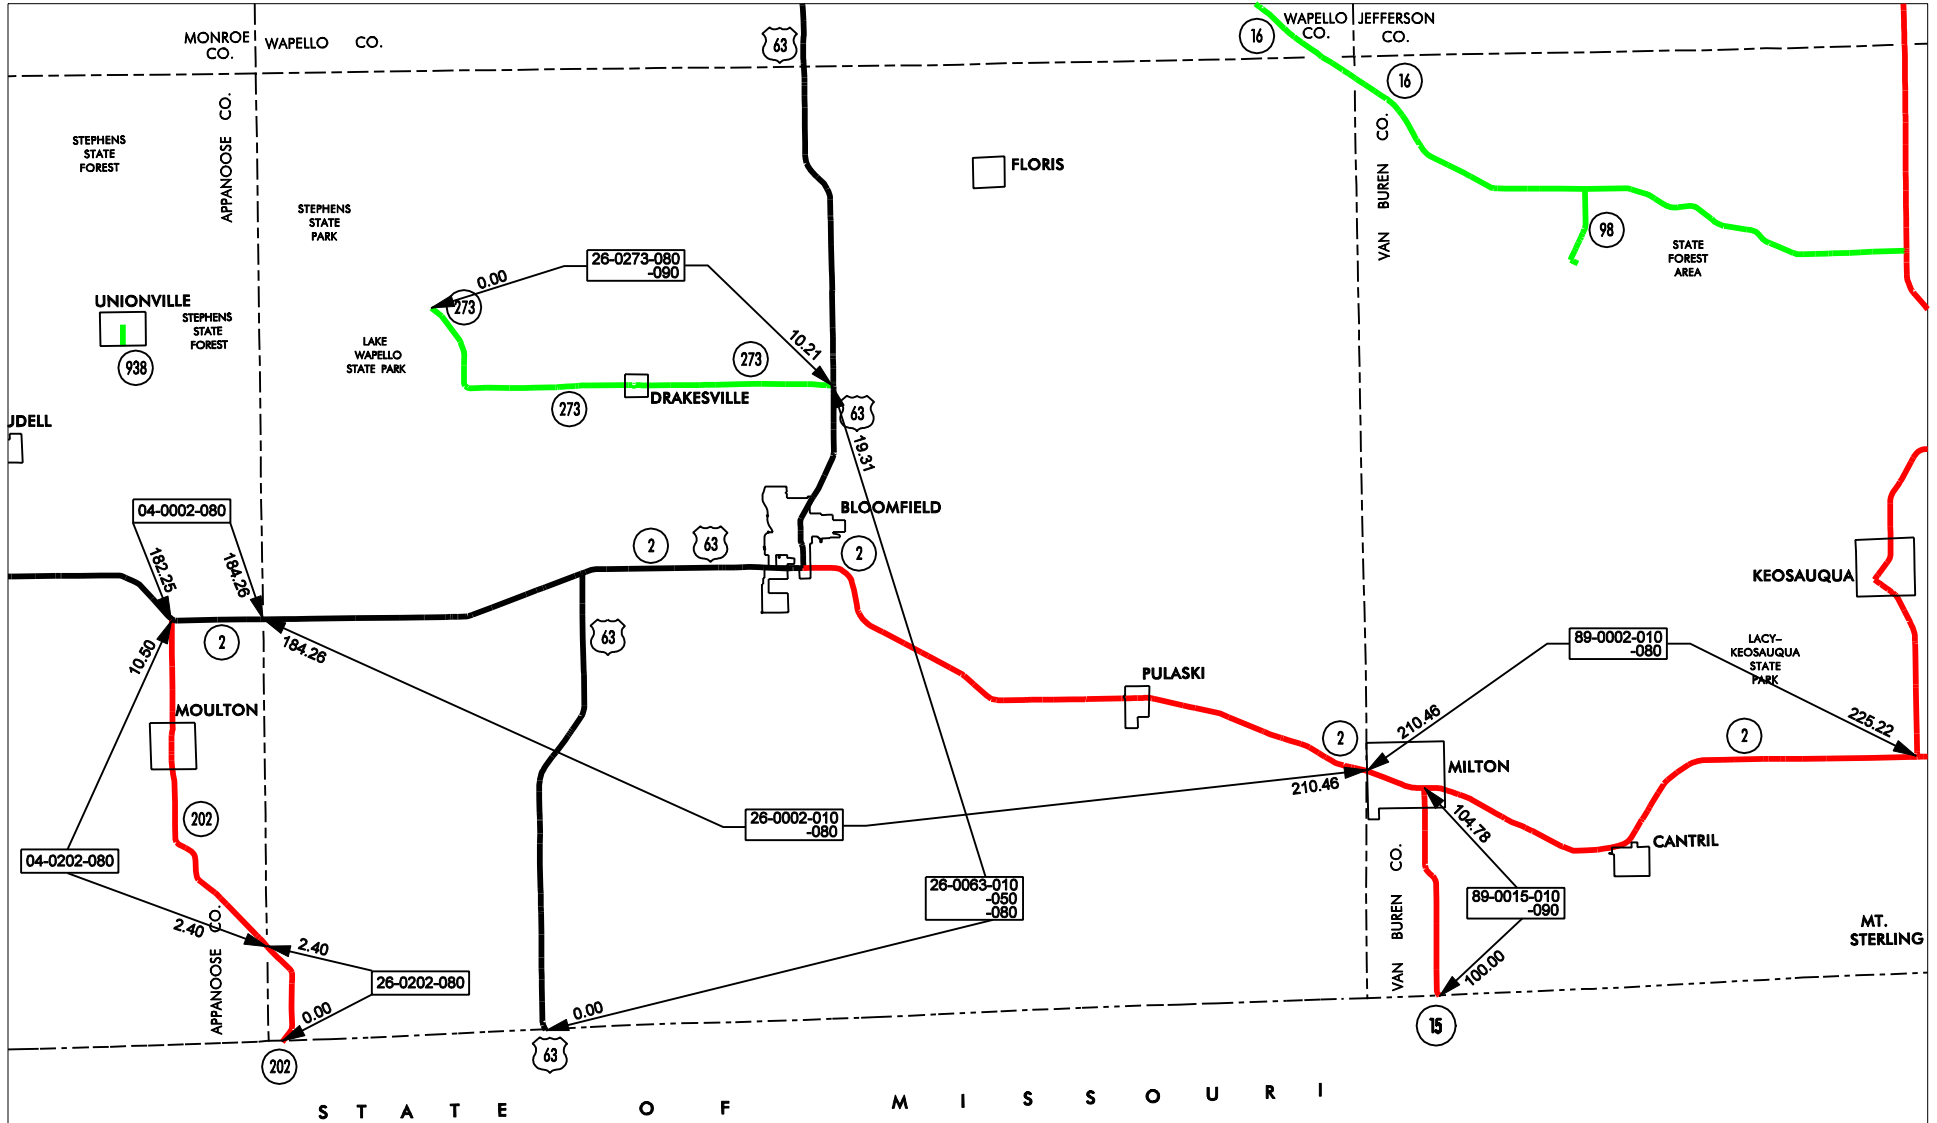 MONROE
CO.
WAPELLO CO.
63
16
WAPELLO
CO.
JEFFERSON
CO.
16
APPANOOSE CO.
VAN BUREN CO.
STEPHENS
STATE
FOREST
FLORIS
STEPHENS
STATE
PARK
98
STATE
FOREST
AREA
26-0273-080
-090
0.00
273
10.21
UNIONVILLE
STEPHENS
STATE
FOREST
938
LAKE
WAPELLO
STATE PARK
273
273
DRAKESVILLE
63
19.31
UDELL
04-0002-080
182.25
184.26
BLOOMFIELD
2
63
2
KEOSAUQUA
10.50
2
184.26
63
89-0002-010
-080
LACY-
KEOSAUQUA
STATE
PARK
PULASKI
MOULTON
210.46
225.22
2
2
MILTON
210.46
202
26-0002-010
-080
104.78
CANTRIL
04-0202-080
26-0063-010
-050
-080
VAN BUREN CO.
89-0015-010
-090
APPANOOSE CO.
2.40
2.40
MT.
STERLING
26-0202-080
100.00
0.00
0.00
202
63
15
STATE OF MISSOURI